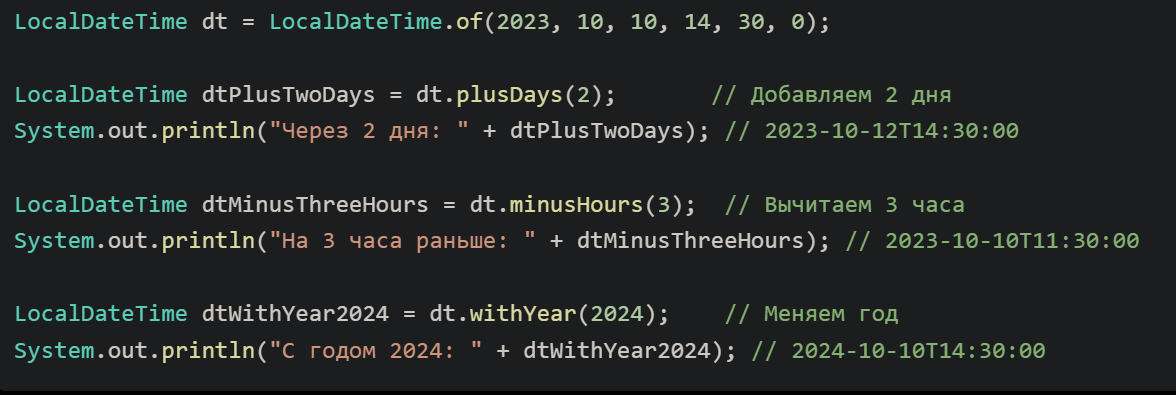 LocalDateTime dt = LocalDateTime.of(2023, 10, 10, 14, 30, 0);
LocalDateTime dtPlusTwoDays = dt.plusDays(2);       // Добавляем 2 дня
System.out.println("Через 2 дня: " + dtPlusTwoDays); // 2023-10-12T14:30:00
LocalDateTime dtMinusThreeHours = dt.minusHours(3);  // Вычитаем 3 часа
System.out.println("На 3 часа раньше: " + dtMinusThreeHours); // 2023-10-10T11:30:00
LocalDateTime dtWithYear2024 = dt.withYear(2024);    // Меняем год
System.out.println("С годом 2024: " + dtWithYear2024); // 2024-10-10T14:30:00